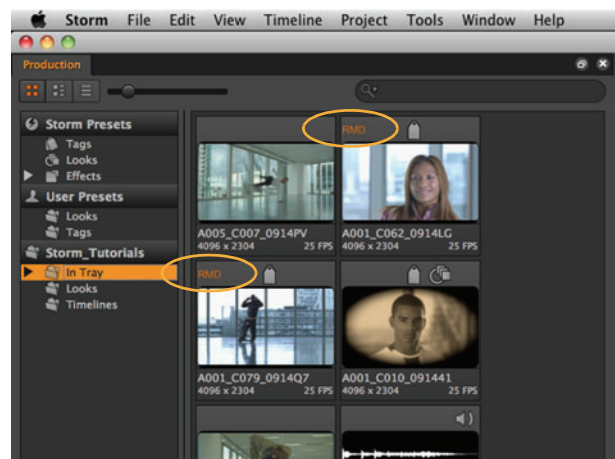 Storm File Edit View Timeline Project Tools Window Help
Production
Storm Presets
Tags
Looks
Effects
User Presets
Looks
Tags
Storm_Tutorials
In Tray
Looks
Timelines
RMD
A005_C007_0914PV
4096 x 2304 25 FPS
A001_C062_0914LG
4096 x 2304 25 FPS
RMD
A001_C079_0914Q7
4096 x 2304 25 FPS
A001_C010_091441
4096 x 2304 25 FPS